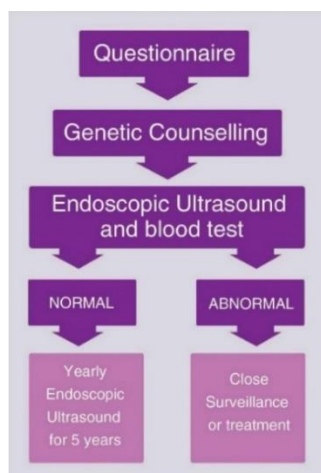 Questionnaire
Genetic Counselling
Endoscopic Ultrasound
and blood test
NORMAL
ABNORMAL
Yearly
Endoscopic
Ultrasound
for 5 years
Close
Surveillance
or treatment